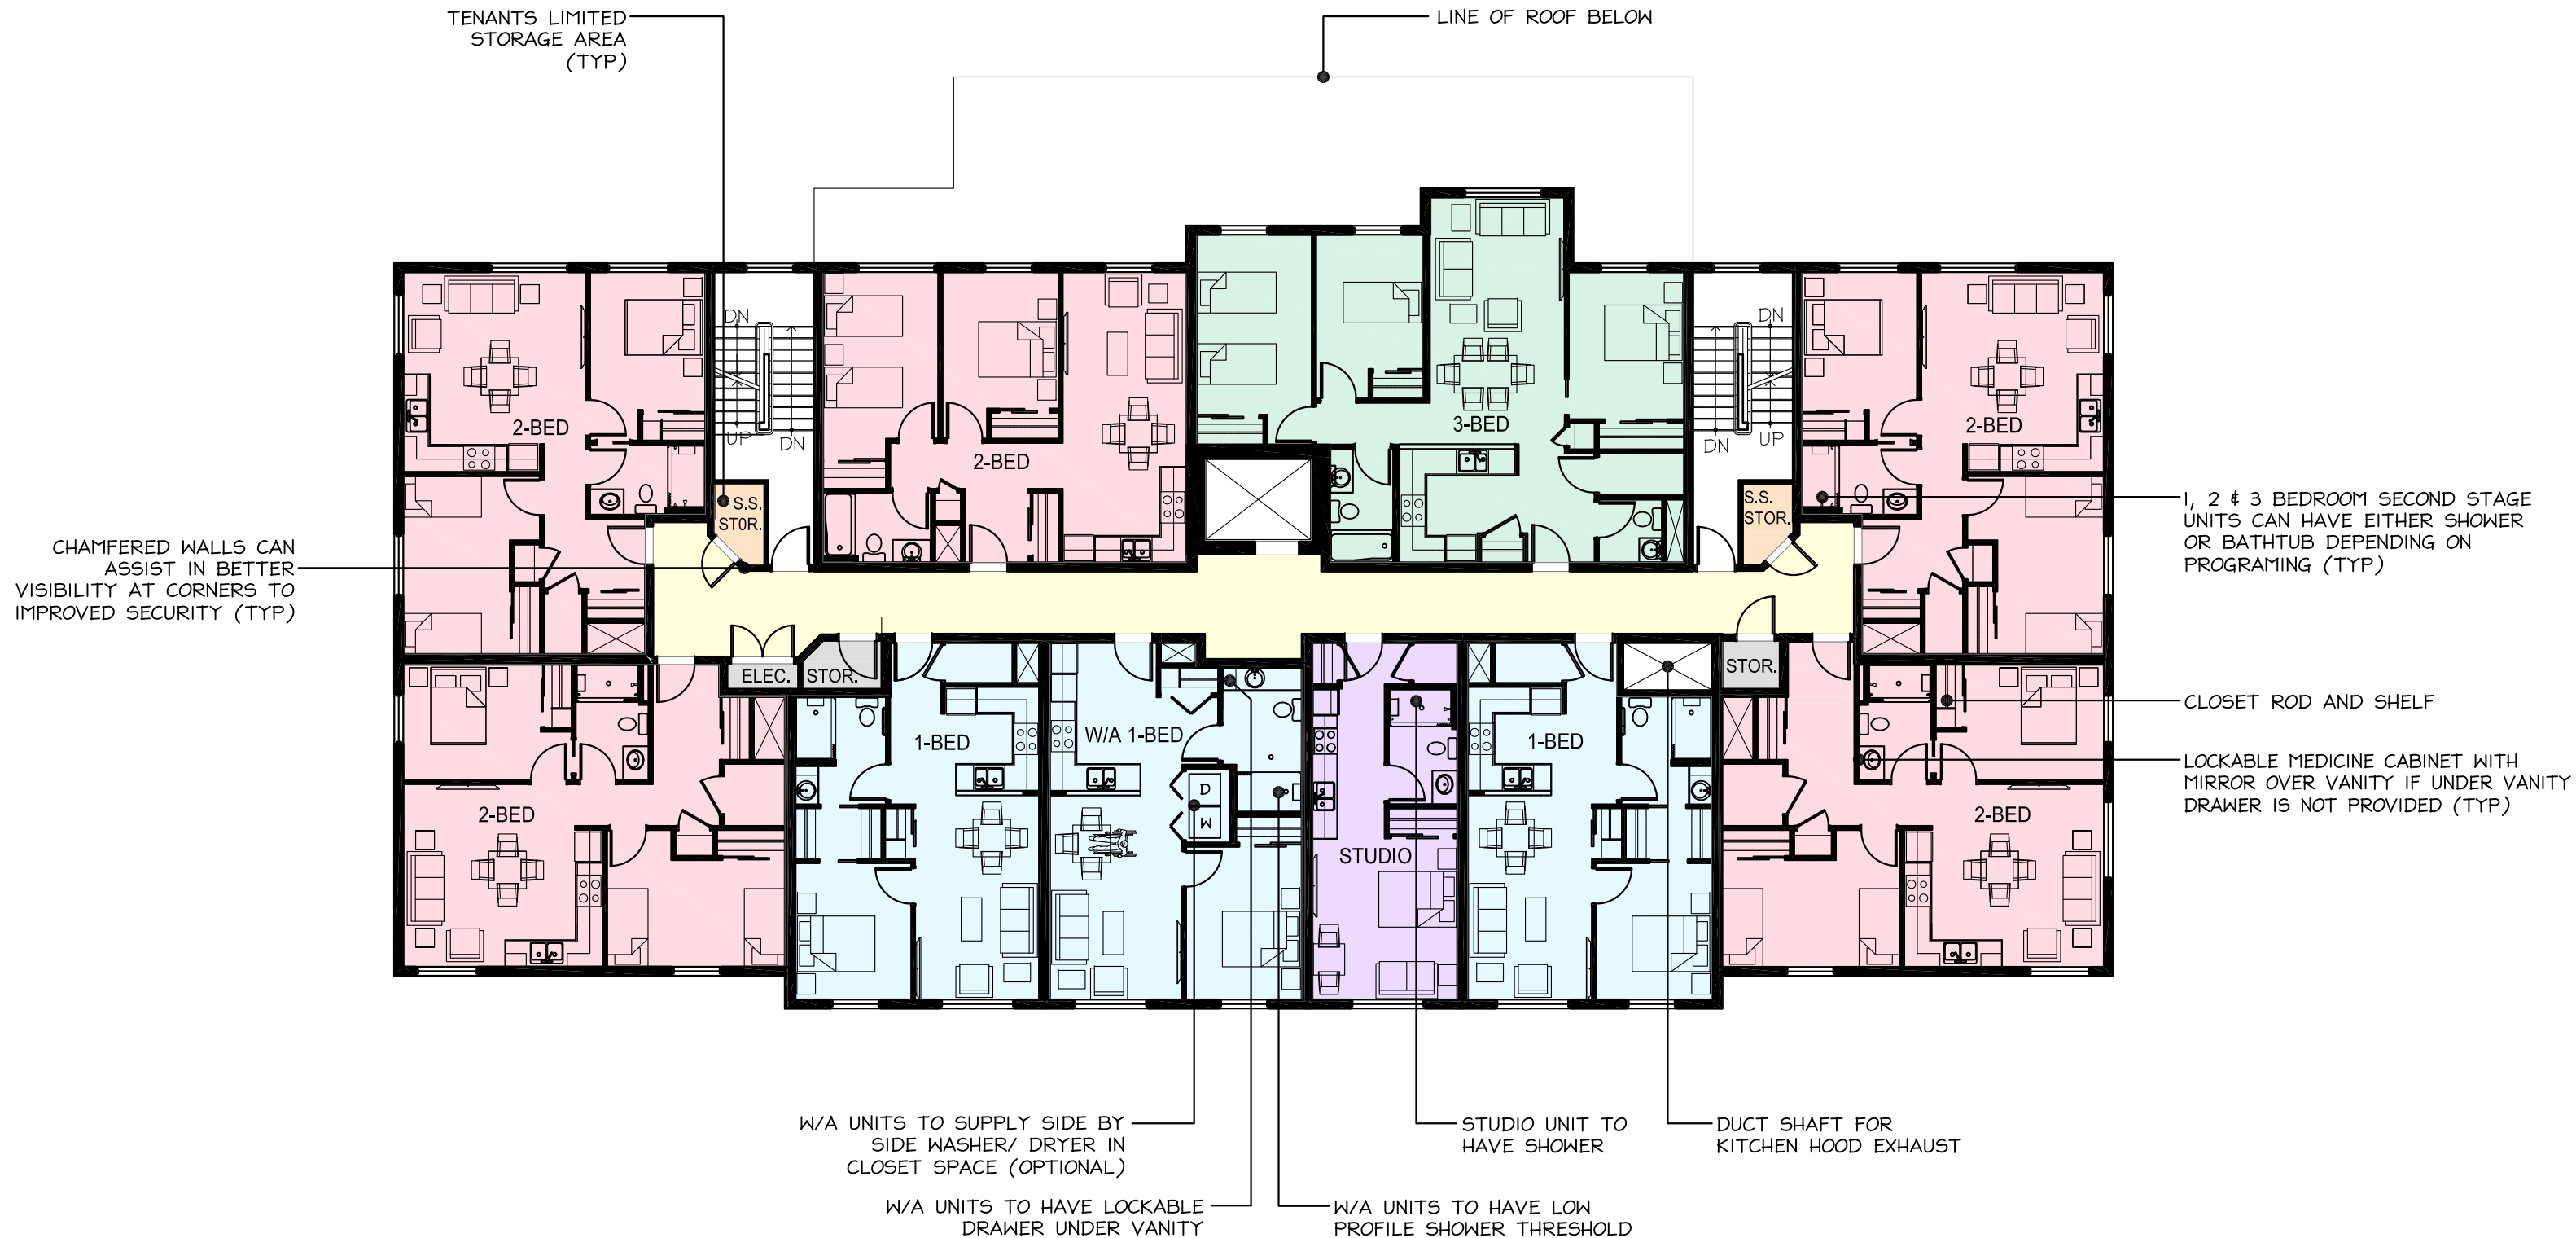 TENANTS LIMITED
STORAGE AREA
(TYP)
LINE OF ROOF BELOW
DN
UP
DN
DN
DN
UP
2-BED
2-BED
3-BED
2-BED
S.S.
STOR.
S.S.
STOR.
CHAMFERED WALLS CAN
ASSIST IN BETTER
VISIBILITY AT CORNERS TO
IMPROVED SECURITY (TYP)
1, 2 & 3 BEDROOM SECOND STAGE
UNITS CAN HAVE EITHER SHOWER
OR BATHTUB DEPENDING ON
PROGRAMING (TYP)
ELEC.
STOR.
STOR.
CLOSET ROD AND SHELF
1-BED
W/A 1-BED
1-BED
LOCKABLE MEDICINE CABINET WITH
MIRROR OVER VANITY IF UNDER VANITY
DRAWER IS NOT PROVIDED (TYP)
D
W
2-BED
2-BED
STUDIO
W/A UNITS TO SUPPLY SIDE BY
SIDE WASHER/ DRYER IN
CLOSET SPACE (OPTIONAL)
STUDIO UNIT TO
HAVE SHOWER
DUCT SHAFT FOR
KITCHEN HOOD EXHAUST
W/A UNITS TO HAVE LOCKABLE
DRAWER UNDER VANITY
W/A UNITS TO HAVE LOW
PROFILE SHOWER THRESHOLD